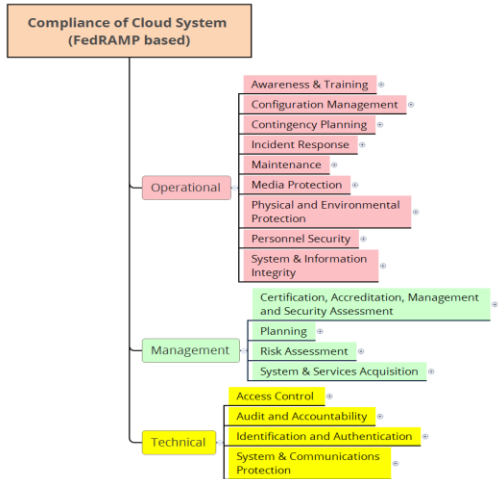 Compliance of Cloud System
(FedRAMP based)
Awareness & Training
Configuration Management
Contingency Planning
Incident Response
Maintenance
Operational
Media Protection
Physical and Environmental
Protection
Personnel Security
System & Information
Integrity
Certification, Accreditation, Management
and Security Assessment
Planning
Management
Risk Assessment
System & Services Acquisition
Access Control
Audit and Accountability
Technical
Identification and Authentication
System & Communications
Protection